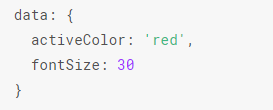 data: {
  activeColor: 'red',
  fontSize: 30
}